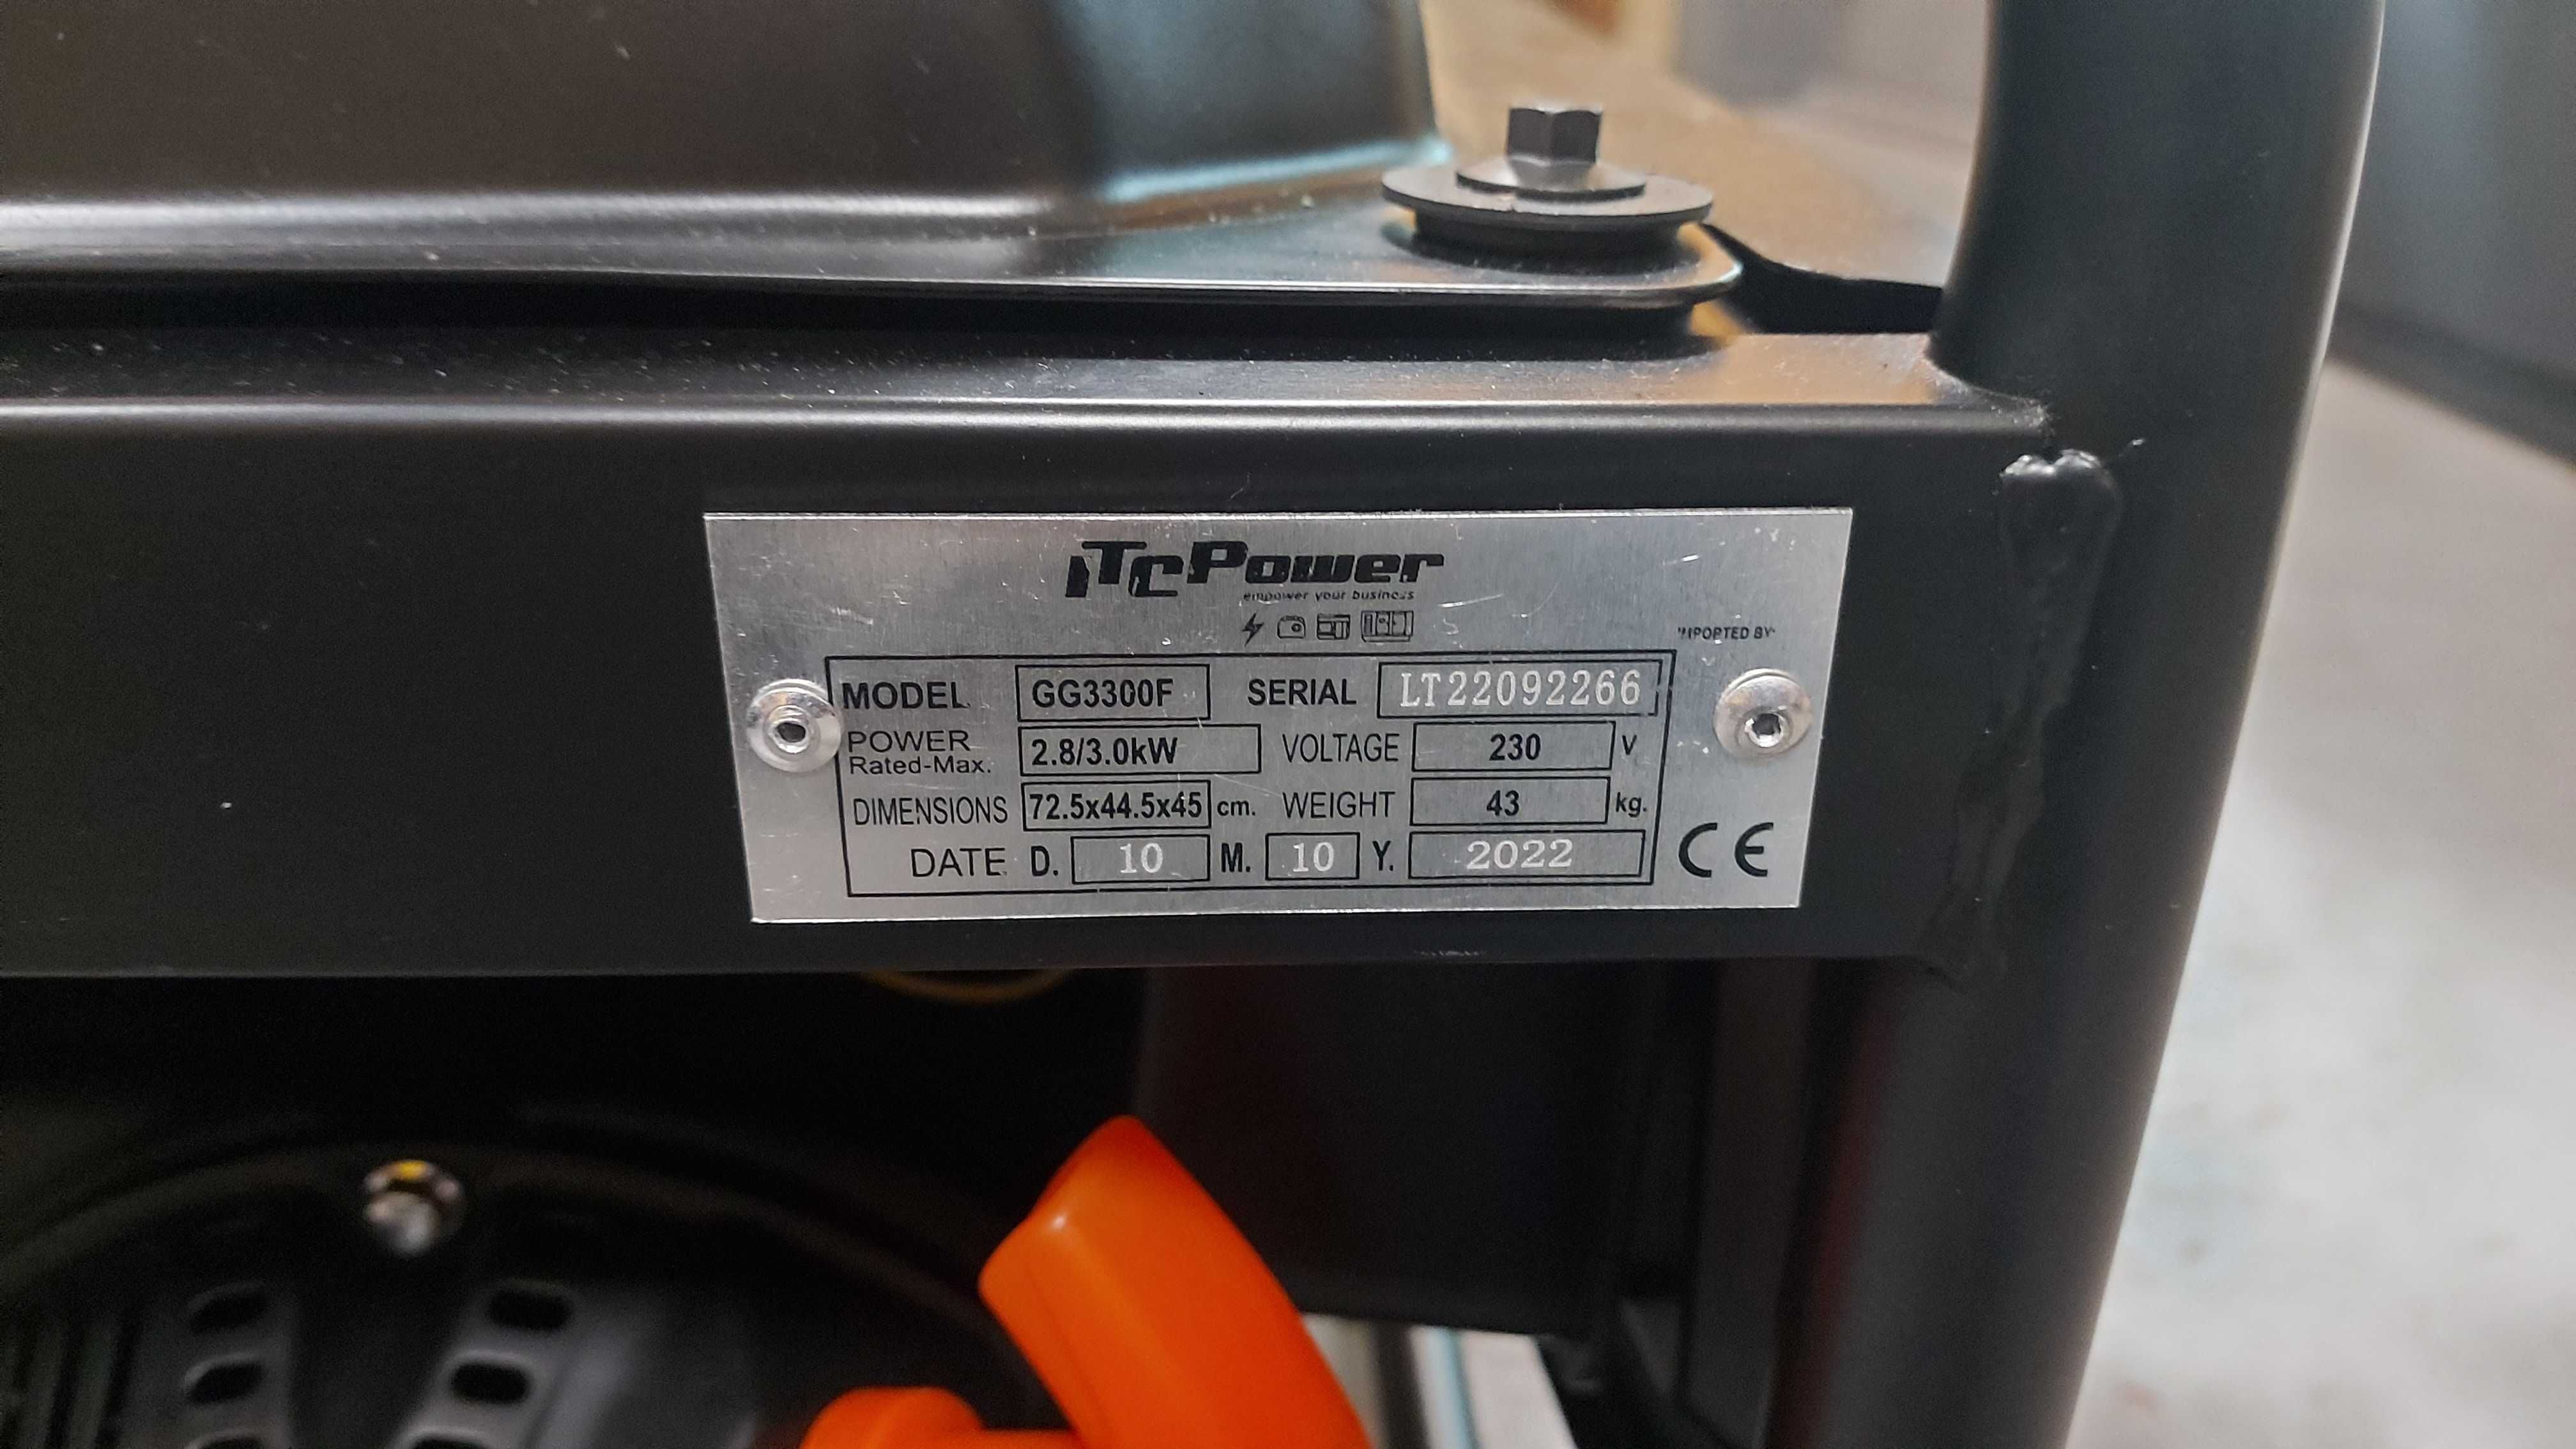 iTCPower
empower your business
IMPORTED BY
MODEL GG3300F SERIAL LT22092266
POWER Rated-Max. 2.8/3.0kW VOLTAGE 230 V
DIMENSIONS 72.5x44.5x45 cm. WEIGHT 43 kg.
DATE D. 10 M. 10 Y. 2022
CE